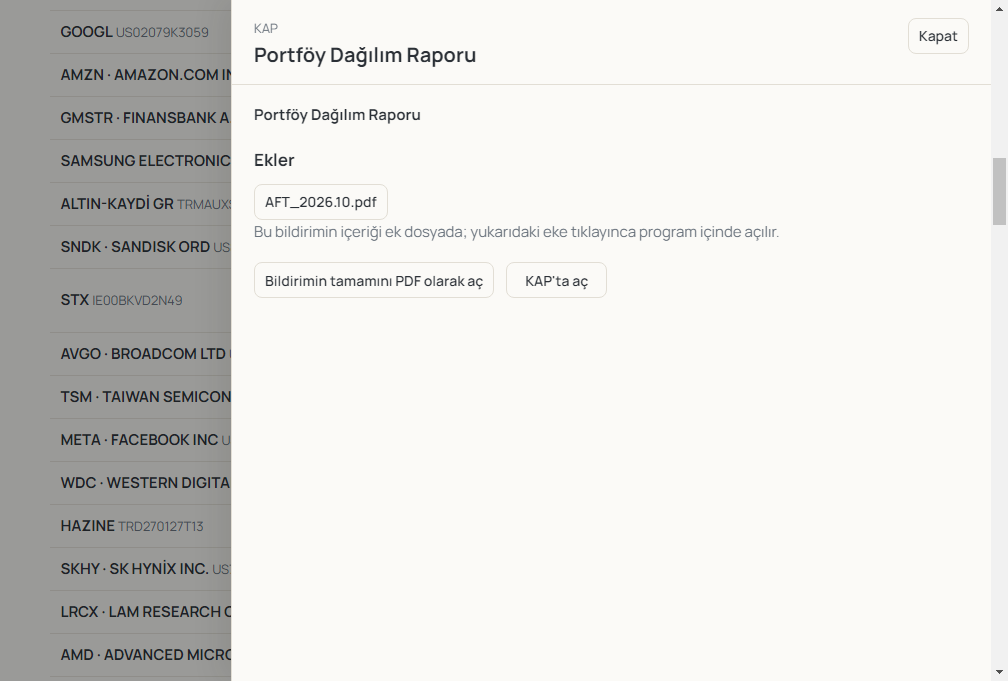 KAP
Portföy Dağılım Raporu
Kapat
Portföy Dağılım Raporu
Ekler
AFT_2026.10.pdf
Bu bildirimin içeriği ek dosyada; yukarıdaki eke tıklayınca program içinde açılır.
Bildirimin tamamını PDF olarak aç
KAP'ta aç
GOOGL US02079K3059
AMZN · AMAZON.COM IN
GMSTR · FINANSBANK A
SAMSUNG ELECTRONIC
ALTIN-KAYDİ GR TRMAUX
SNDK · SANDISK ORD US
STX IE00BKVD2N49
AVGO · BROADCOM LTD
TSM · TAIWAN SEMICON
META · FACEBOOK INC U
WDC · WESTERN DIGITA
HAZINE TRD270127T13
SKHY · SK HYNİX INC. US
LRCX · LAM RESEARCH C
AMD · ADVANCED MICRO